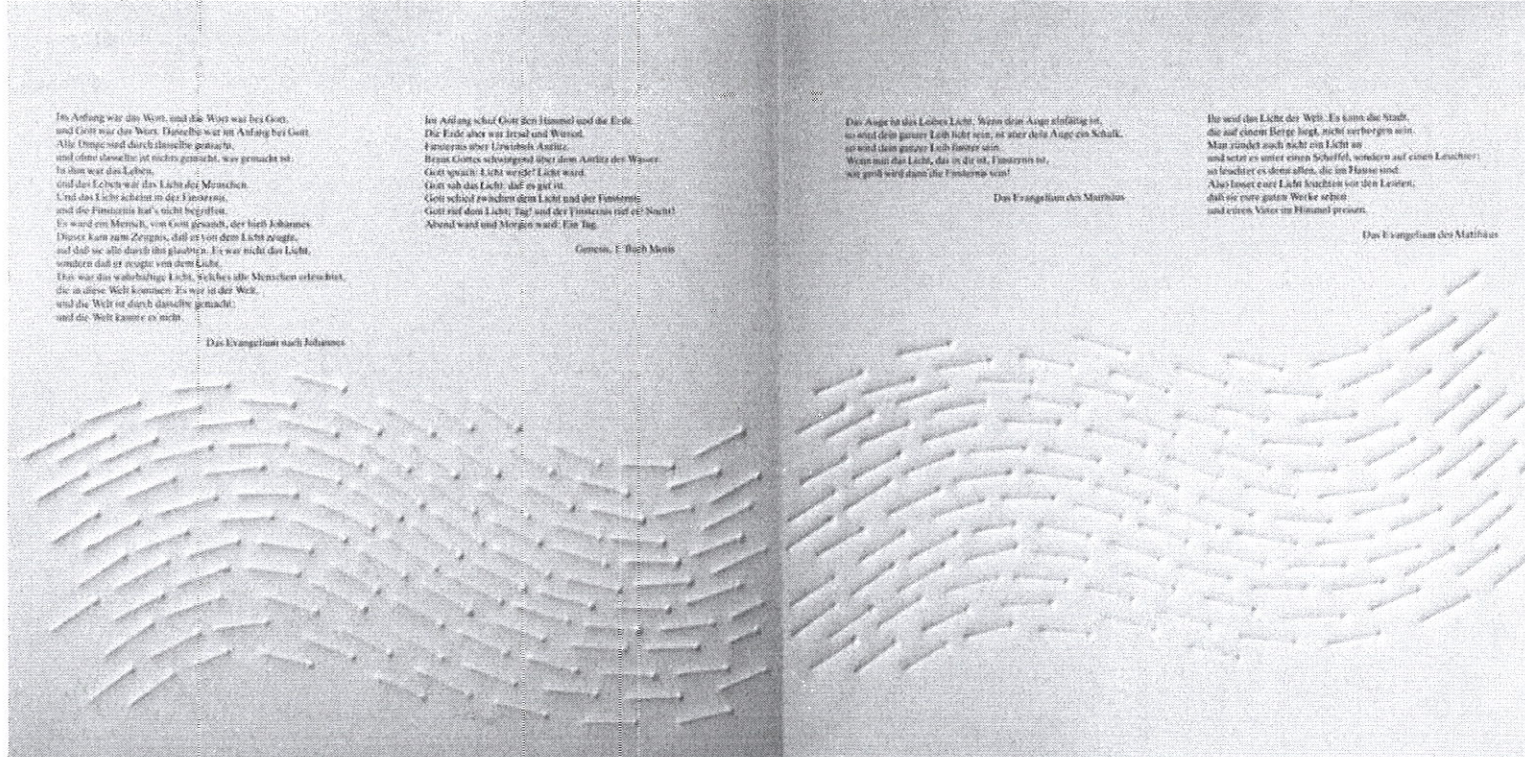 Im Anfang war das Wort, und das Wort war bei Gott,
und Gott war das Wort. Dasselbe war im Anfang bei Gott.
Alle Dinge sind durch dasselbe gemacht,
und ohne dasselbe ist nichts gemacht, was gemacht ist.
In ihm war das Leben,
und das Leben war das Licht der Menschen.
Und das Licht scheint in der Finsternis,
und die Finsternis hat's nicht begriffen.
Es ward ein Mensch, von Gott gesandt, der hieß Johannes.
Dieser kam zum Zeugnis, daß er von dem Licht zeugte,
auf daß sie alle durch ihn glaubten. Er war nicht das Licht,
sondern daß er zeugte von dem Licht.
Das war das wahrhaftige Licht, welches alle Menschen erleuchtet,
die in diese Welt kommen. Es war in der Welt,
und die Welt ist durch dasselbe gemacht;
und die Welt kannte es nicht.
Das Evangelium nach Johannes
Im Anfang schuf Gott den Himmel und die Erde.
Die Erde aber war Irrsal und Wirrsal.
Finsternis über Urwirbels Antlitz.
Braus Gottes schwingend über dem Antlitz der Wasser.
Gott sprach: Licht werde! Licht ward.
Gott sah das Licht: daß es gut ist.
Gott schied zwischen dem Licht und der Finsternis.
Gott rief dem Licht: Tag! und der Finsternis rief er: Nacht!
Abend ward und Morgen ward: Ein Tag.
Genesis, 1. Buch Mosis
Das Auge ist des Leibes Licht. Wenn dein Auge einfältig ist,
so wird dein ganzer Leib licht sein, ist aber dein Auge ein Schalk,
so wird dein ganzer Leib finster sein.
Wenn nun das Licht, das in dir ist, Finsternis ist,
wie groß wird dann die Finsternis sein!
Das Evangelium des Matthäus
Ihr seid das Licht der Welt. Es kann die Stadt,
die auf einem Berge liegt, nicht verborgen sein.
Man zündet auch nicht ein Licht an
und setzt es unter einen Scheffel, sondern auf einen Leuchter;
so leuchtet es denn allen, die im Hause sind.
Also lasset euer Licht leuchten vor den Leuten,
daß sie eure guten Werke sehen
und euren Vater im Himmel preisen.
Das Evangelium des Matthäus